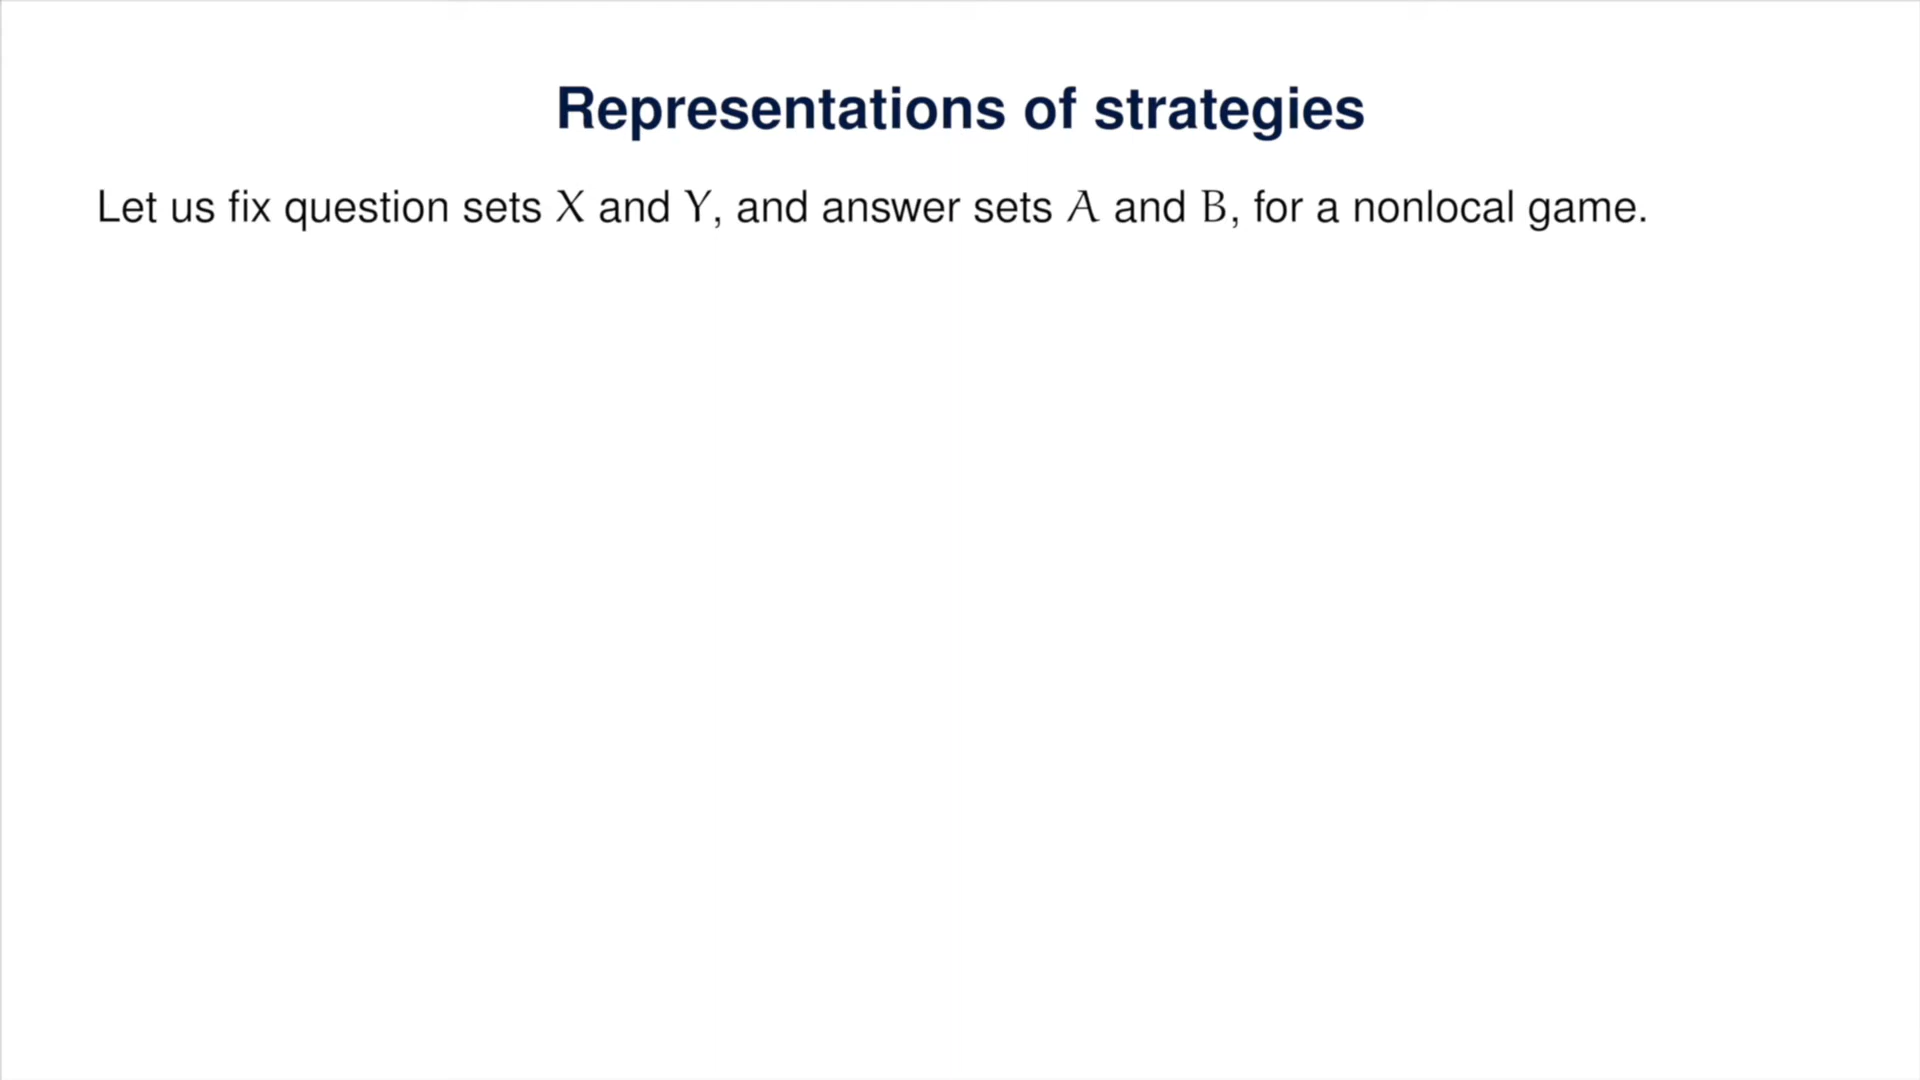 Representations of strategies
Let us fix question sets X and Y, and answer sets A and B, for a nonlocal game.